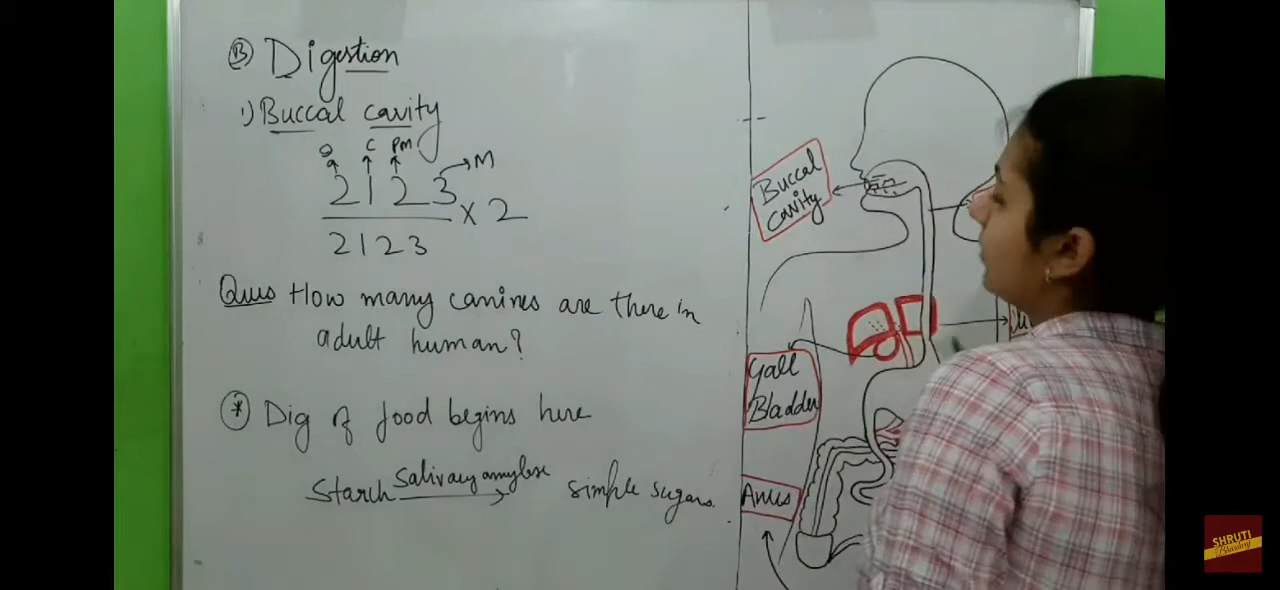 B Digestion
1) Buccal cavity
C PM
2 1 2 3 → M
× 2
2 1 2 3
Ques How many canines are there in
adult human?
* Dig of food begins here
Starch Salivary amylase → simple sugars.
Buccal
cavity
Gall
Bladder
Anus
SHRUTI
Bhardwaj